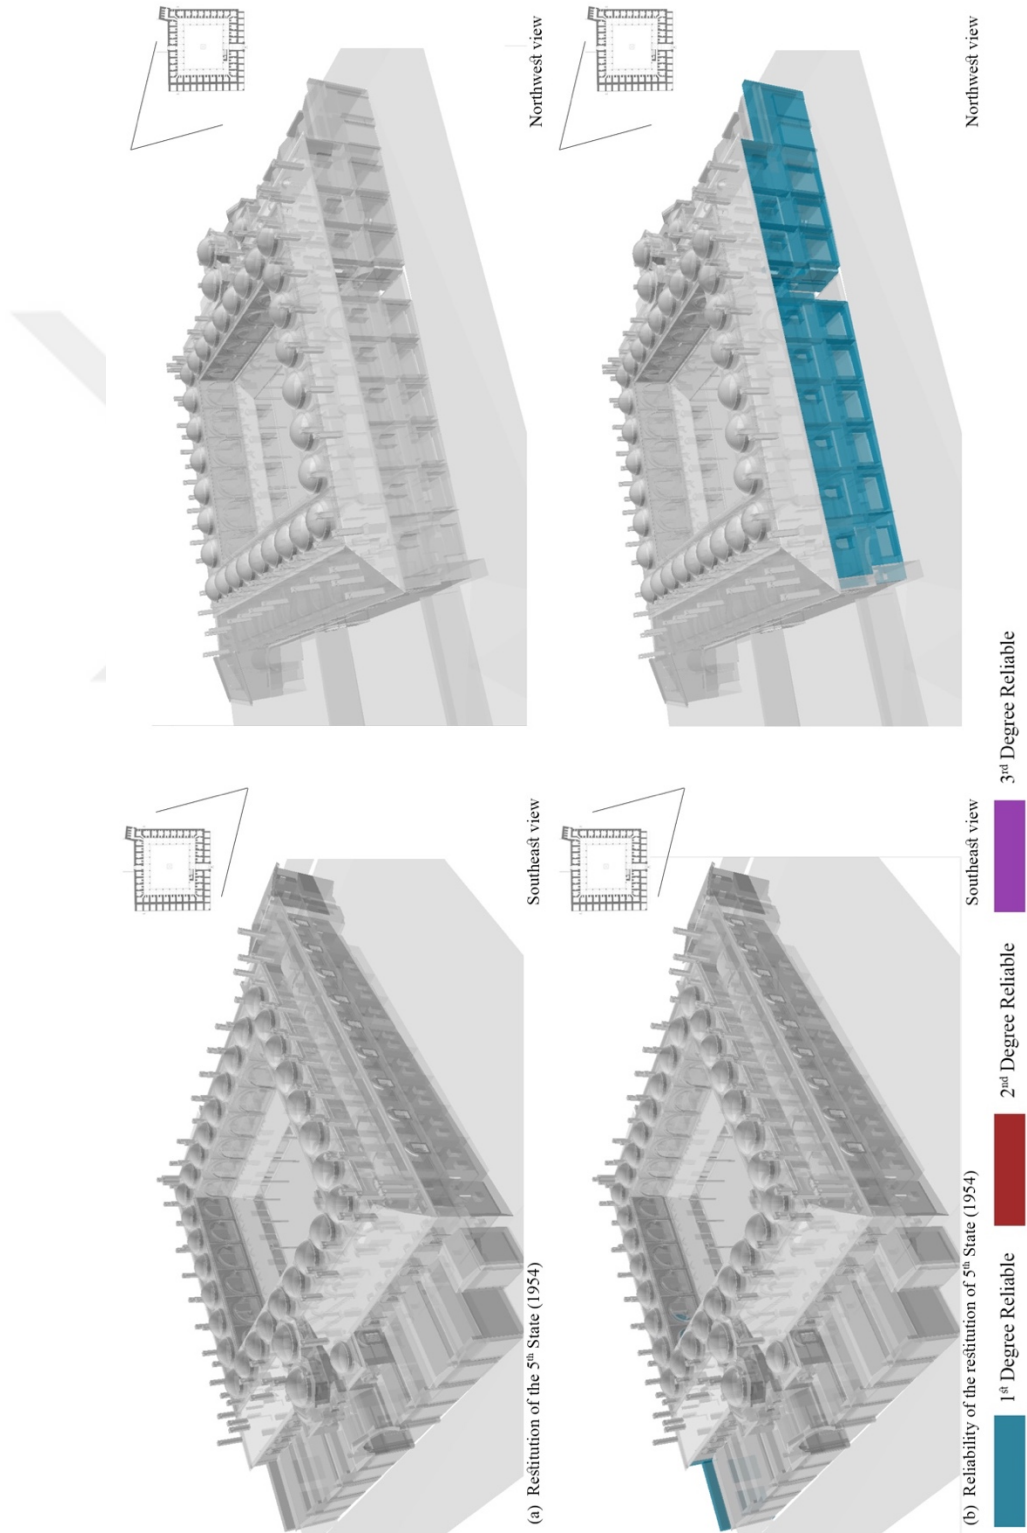 Southeast view
Northwest view
(a) Restitution of the 5th State (1954)
Southeast view
Northwest view
(b) Reliability of the restitution of 5th State (1954)
1st Degree Reliable
2nd Degree Reliable
3rd Degree Reliable